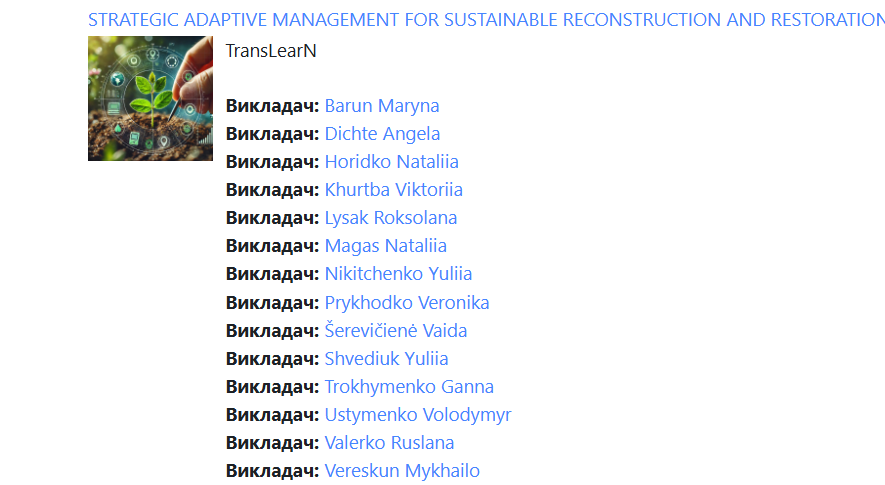 STRATEGIC ADAPTIVE MANAGEMENT FOR SUSTAINABLE RECONSTRUCTION AND RESTORATION
TransLearN
Викладач: Barun Maryna
Викладач: Dichte Angela
Викладач: Horidko Nataliia
Викладач: Khurtba Viktoriia
Викладач: Lysak Roksolana
Викладач: Magas Nataliia
Викладач: Nikitchenko Yuliia
Викладач: Prykhodko Veronika
Викладач: Šerevičienė Vaida
Викладач: Shvediuk Yuliia
Викладач: Trokhymenko Ganna
Викладач: Ustymenko Volodymyr
Викладач: Valerko Ruslana
Викладач: Vereskun Mykhailo